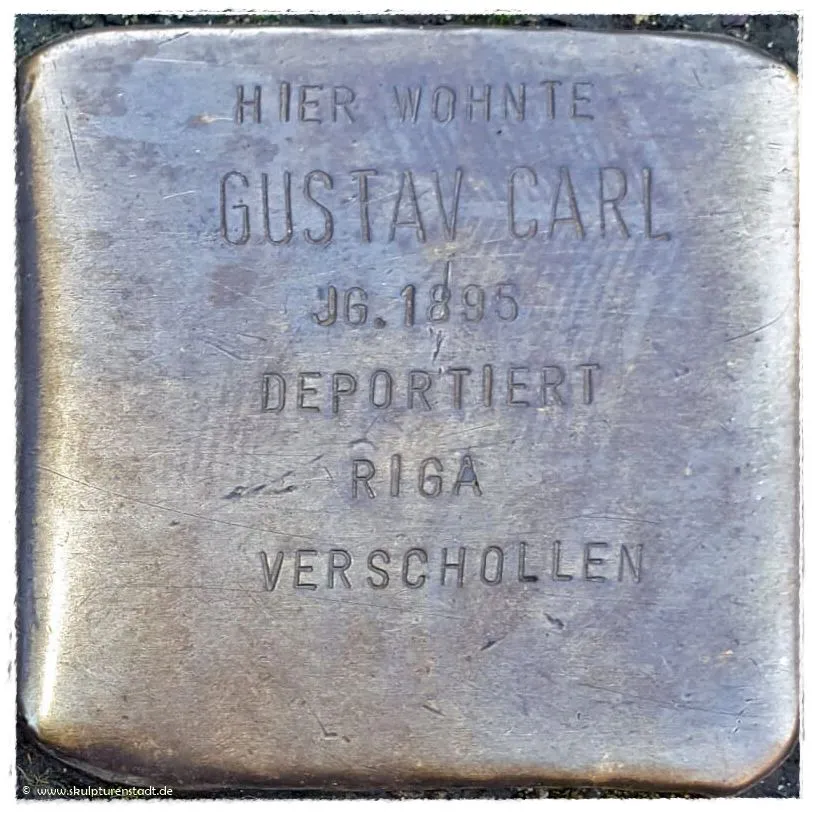 HIER WOHNTE
GUSTAV CARL
JG. 1895
DEPORTIERT
RIGA
VERSCHOLLEN
© www.skulpturenstadt.de